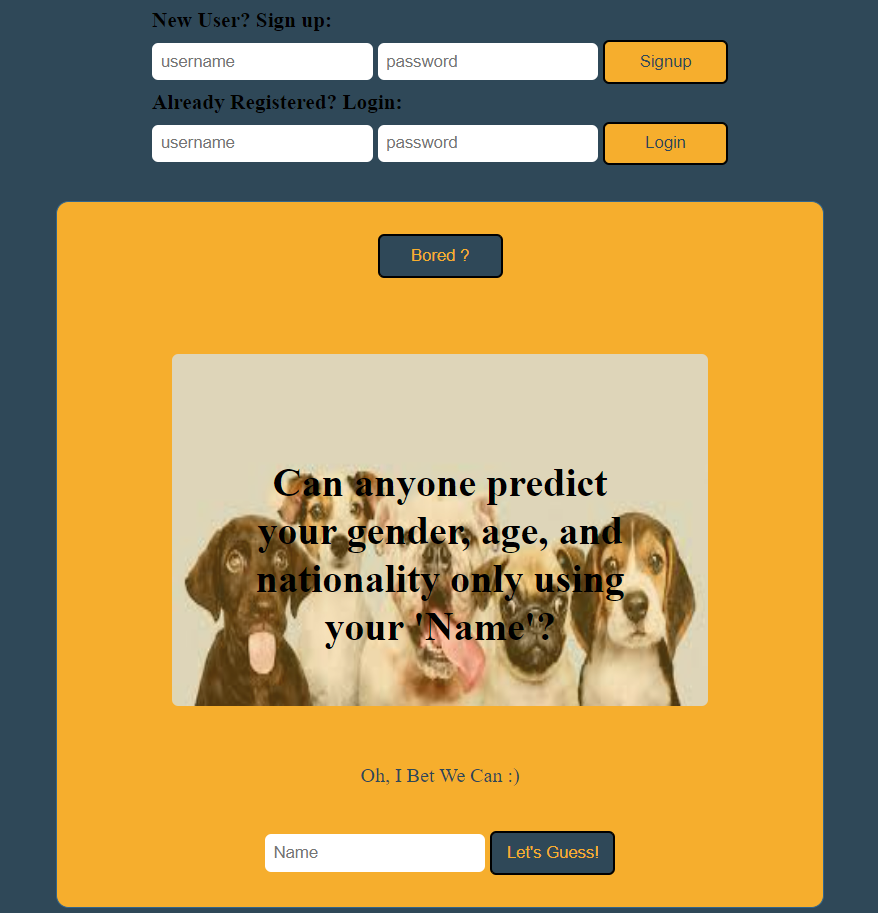 New User? Sign up:
username password Signup
Already Registered? Login:
username password Login
Bored ?
Can anyone predict
your gender, age, and
nationality only using
your 'Name'?
Oh, I Bet We Can :)
Name Let's Guess!